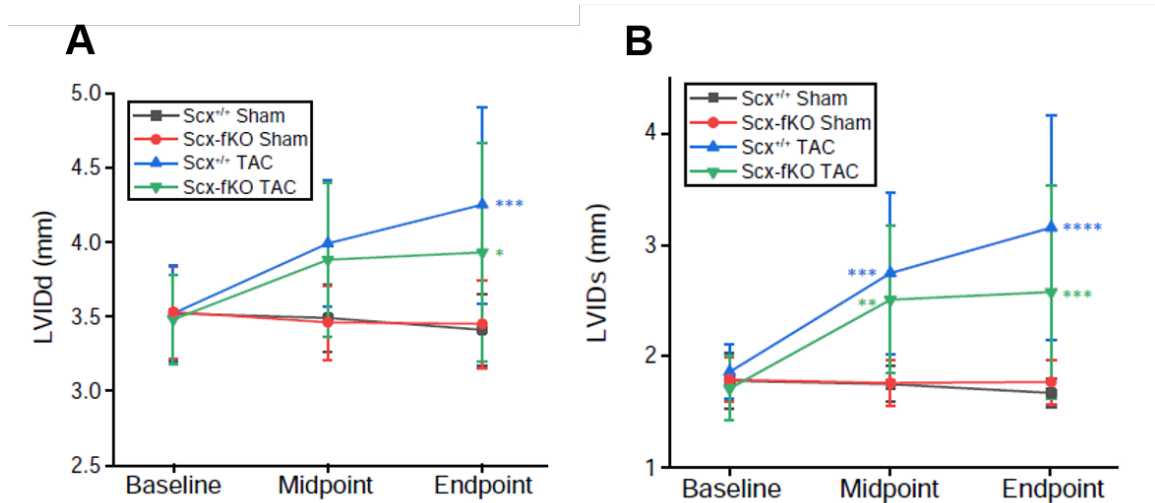 A
LVIDd (mm)
5.0
4.5
4.0
3.5
3.0
2.5
Scx+/+ Sham
Scx-fKO Sham
Scx+/+ TAC
Scx-fKO TAC
***
*
Baseline
Midpoint
Endpoint
B
LVIDs (mm)
4
3
2
1
Scx+/+ Sham
Scx-fKO Sham
Scx+/+ TAC
Scx-fKO TAC
***
**
****
***
Baseline
Midpoint
Endpoint